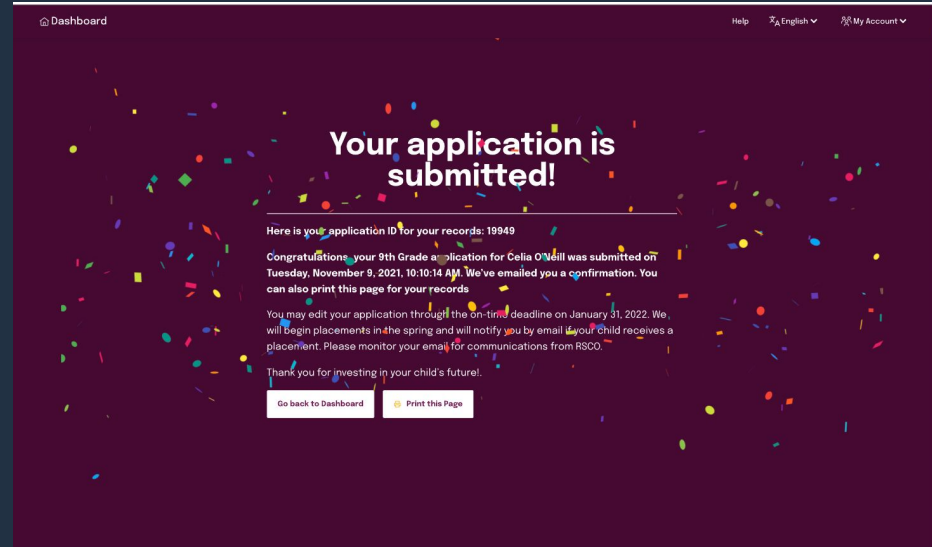 Dashboard
Help
English
My Account
Your application is
submitted!
Here is your application ID for your records: 19949
Congratulations, your 9th Grade application for Celia O'Neill was submitted on
Tuesday, November 9, 2021, 10:10:14 AM. We've emailed you a confirmation. You
can also print this page for your records
You may edit your application through the on-time deadline on January 31, 2022. We
will begin placements in the spring and will notify you by email if your child receives a
placement. Please monitor your email for communications from RSCO.
Thank you for investing in your child's future!.
Go back to Dashboard
Print this Page